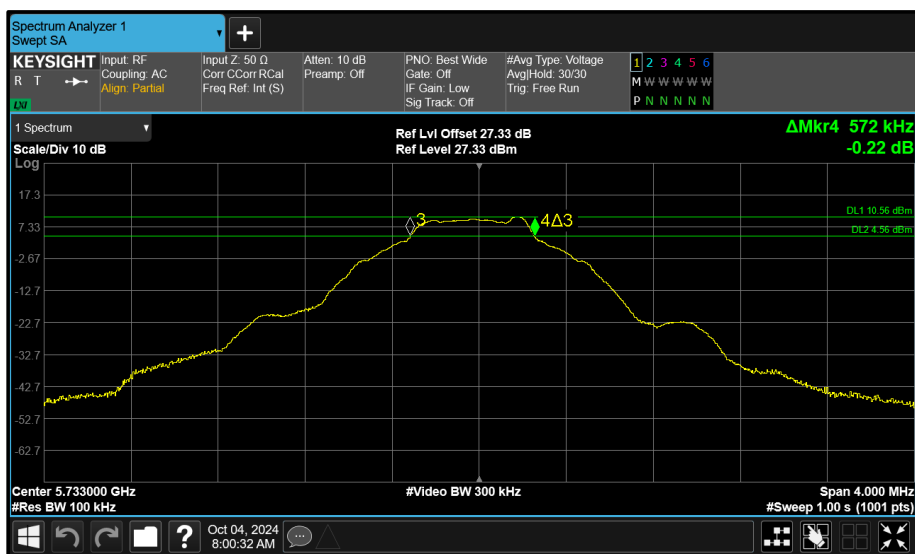 Spectrum Analyzer 1
Swept SA
+
KEYSIGHT
R T
LXI
Input: RF
Coupling: AC
Align: Partial
Input Z: 50 Ω
Corr CCorr RCal
Freq Ref: Int (S)
Atten: 10 dB
Preamp: Off
PNO: Best Wide
Gate: Off
IF Gain: Low
Sig Track: Off
#Avg Type: Voltage
Avg|Hold: 30/30
Trig: Free Run
1 2 3 4 5 6
M W W W W W
P N N N N N
1 Spectrum
Scale/Div 10 dB
Log
Ref Lvl Offset 27.33 dB
Ref Level 27.33 dBm
ΔMkr4 572 kHz
-0.22 dB
17.3
DL1 10.56 dBm
3
4Δ3
7.33
DL2 4.56 dBm
-2.67
-12.7
-22.7
-32.7
-42.7
-52.7
-62.7
Center 5.733000 GHz
#Video BW 300 kHz
Span 4.000 MHz
#Res BW 100 kHz
#Sweep 1.00 s (1001 pts)
?
Oct 04, 2024
8:00:32 AM